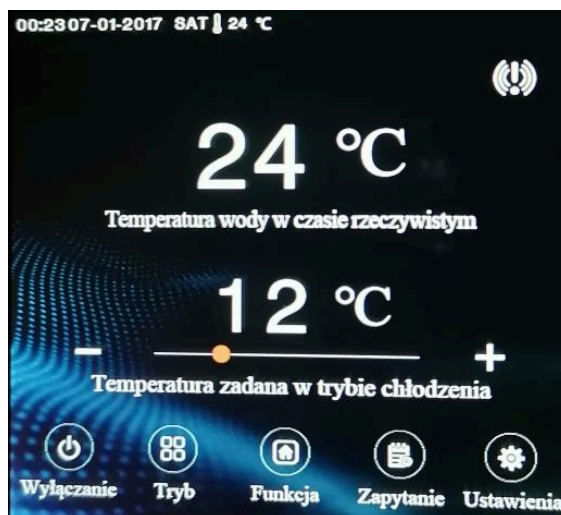 00:23 07-01-2017 SAT 24 ℃
24 ℃
Temperatura wody w czasie rzeczywistym
12 ℃
− +
Temperatura zadana w trybie chłodzenia
Wyłączanie Tryb Funkcja Zapytanie Ustawienia